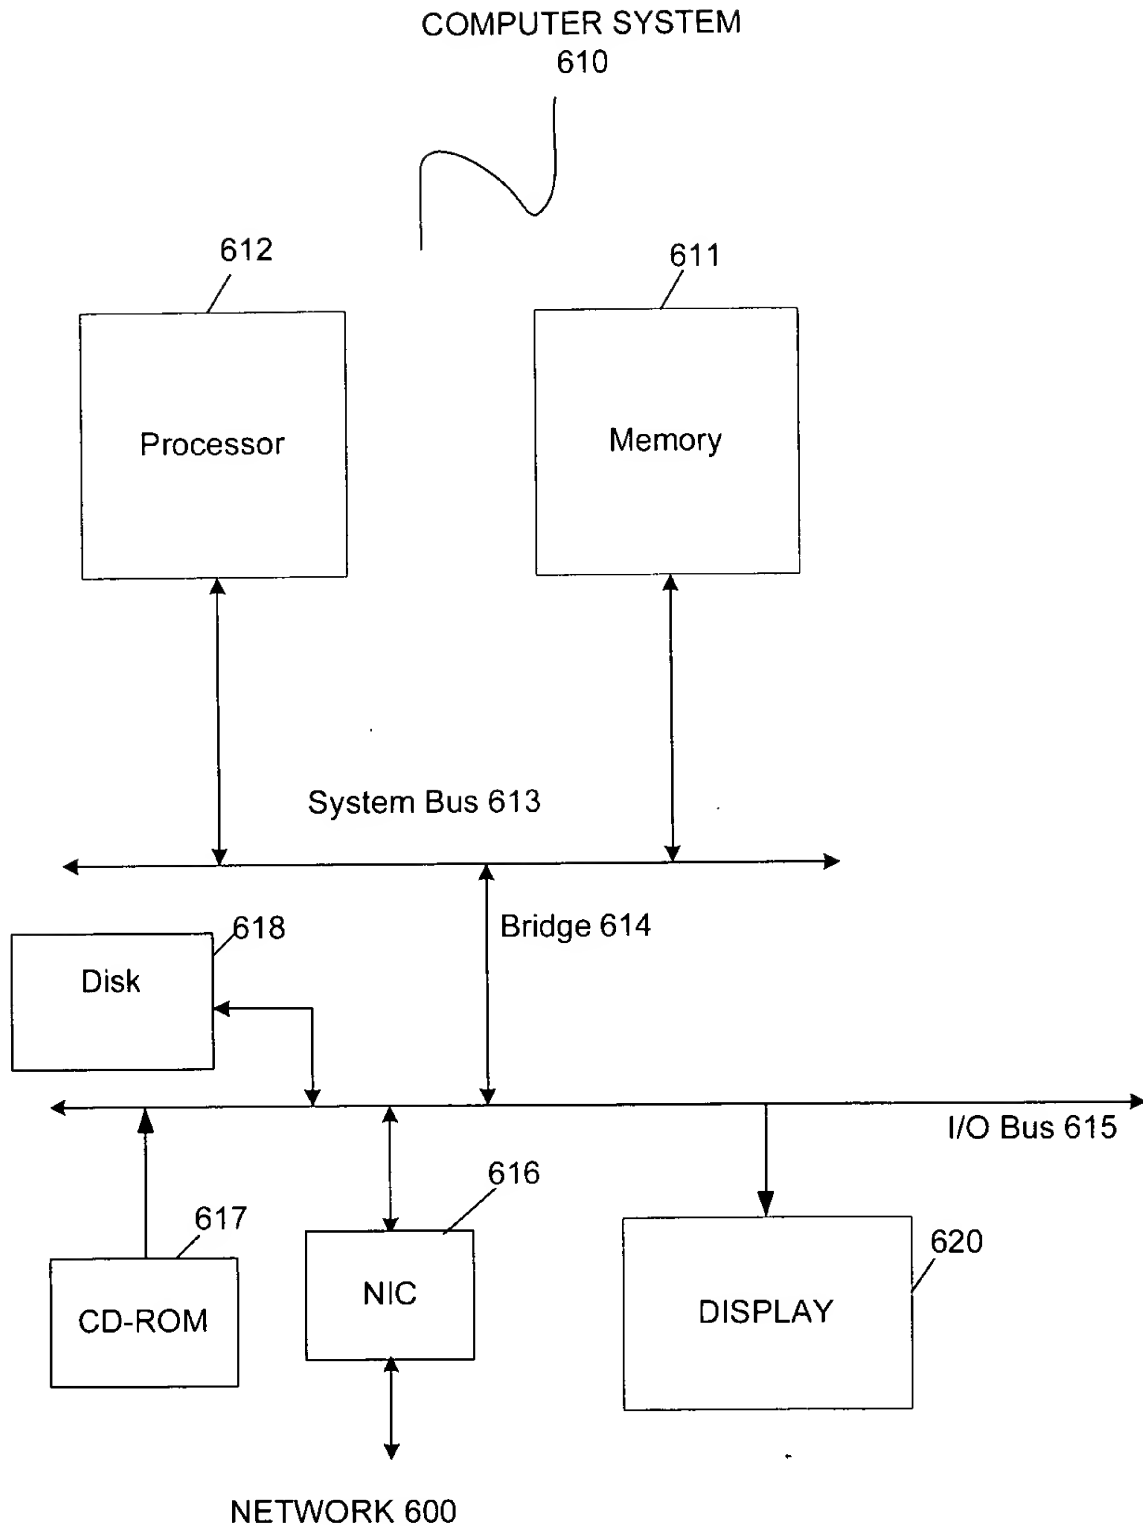 COMPUTER SYSTEM
610
612
611
Processor
Memory
System Bus 613
618
Bridge 614
Disk
I/O Bus 615
616
617
620
NIC
CD-ROM
DISPLAY
NETWORK 600